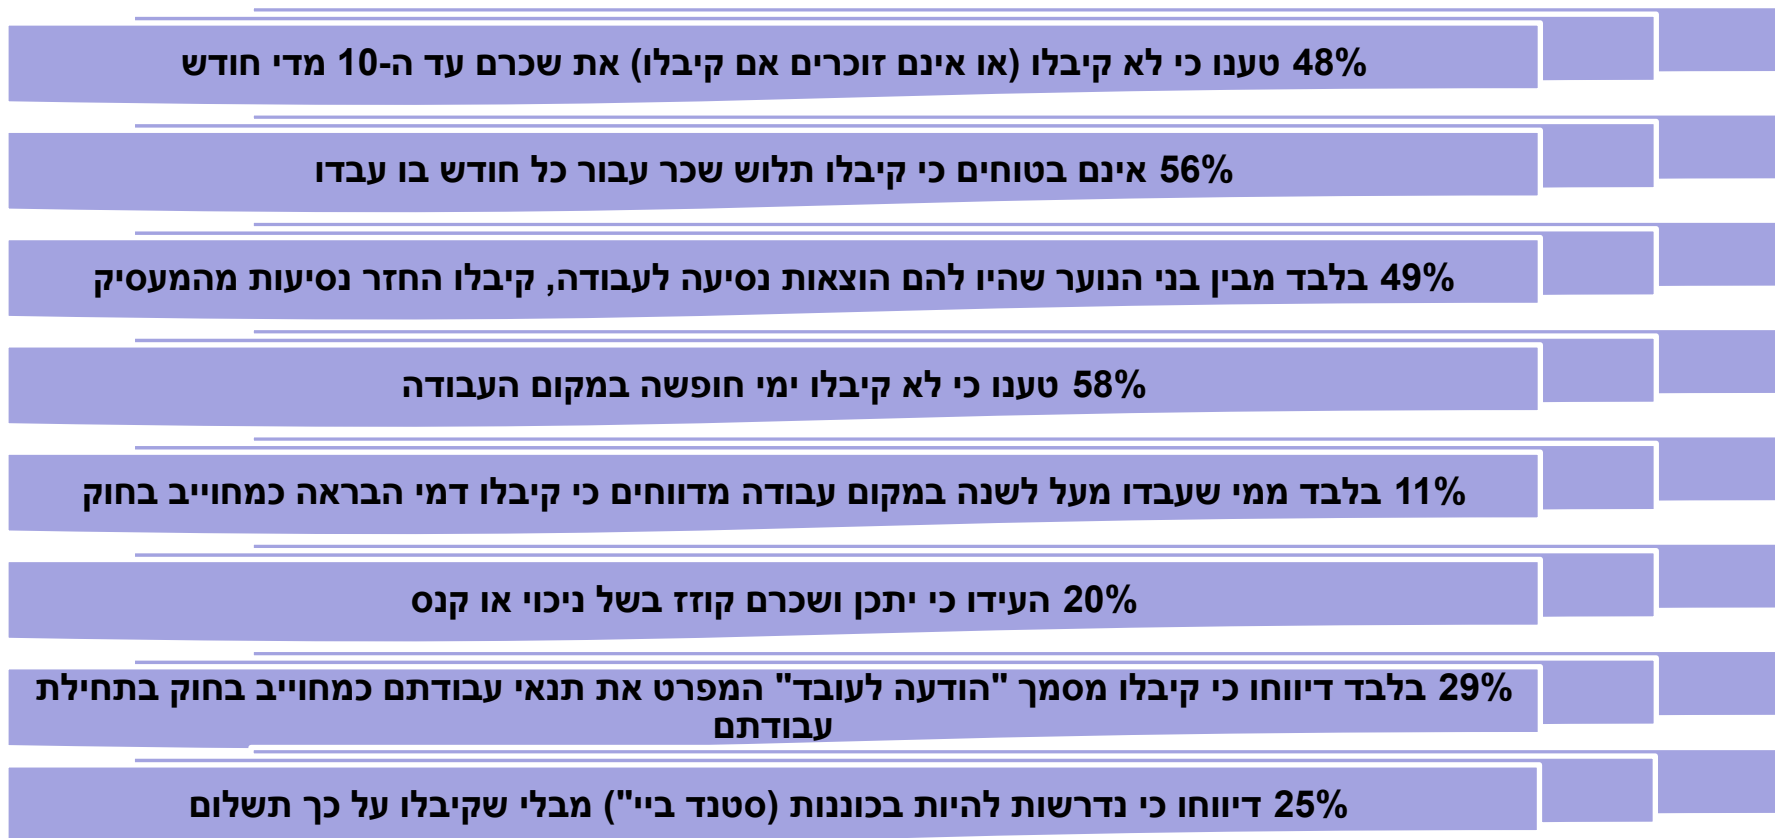 48% טענו כי לא קיבלו (או אינם זוכרים אם קיבלו) את שכרם עד ה-10 מדי חודש
56% אינם בטוחים כי קיבלו תלוש שכר עבור כל חודש בו עבדו
49% בלבד מבין בני הנוער שהיו להם הוצאות נסיעה לעבודה, קיבלו החזר נסיעות מהמעסיק
58% טענו כי לא קיבלו ימי חופשה במקום העבודה
11% בלבד ממי שעבדו מעל לשנה במקום עבודה מדווחים כי קיבלו דמי הבראה כמחוייב בחוק
20% העידו כי יתכן ושכרם קוזז בשל ניכוי או קנס
29% בלבד דיווחו כי קיבלו מסמך "הודעה לעובד" המפרט את תנאי עבודתם כמחוייב בחוק בתחילת
עבודתם
25% דיווחו כי נדרשות להיות בכוננות (סטנד ביי") מבלי שקיבלו על כך תשלום